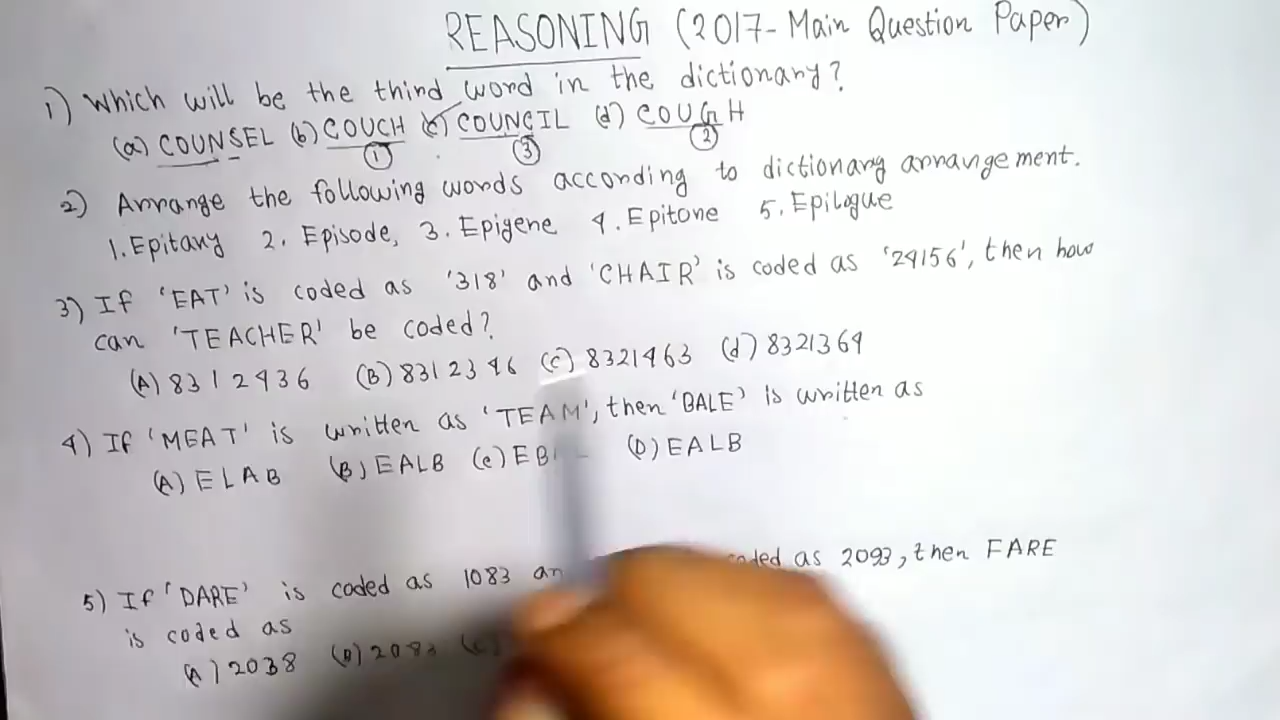 REASONING (2017-Main Question Paper)
1) Which will be the third word in the dictionary?
(a) COUNSEL (b) COUCH (c) COUNCIL (d) COUGH
1 3 2
2) Arrange the following words according to dictionary arrangement.
1. Epitany 2. Episode, 3. Epigene 4. Epitone 5. Epilogue
3) If 'EAT' is coded as '318' and 'CHAIR' is coded as '24156', then how
can 'TEACHER' be coded?
(A) 8312436 (B) 8312346 (c) 8321463 (d) 8321364
4) If 'MEAT' is written as 'TEAM', then 'BALE' is written as
(A) ELAB (B) EALB (c) EB (D) EALB
5) If 'DARE' is coded as 1083 an coded as 2093, then FARE
is coded as
(A) 2038 (B) 2083 (c)